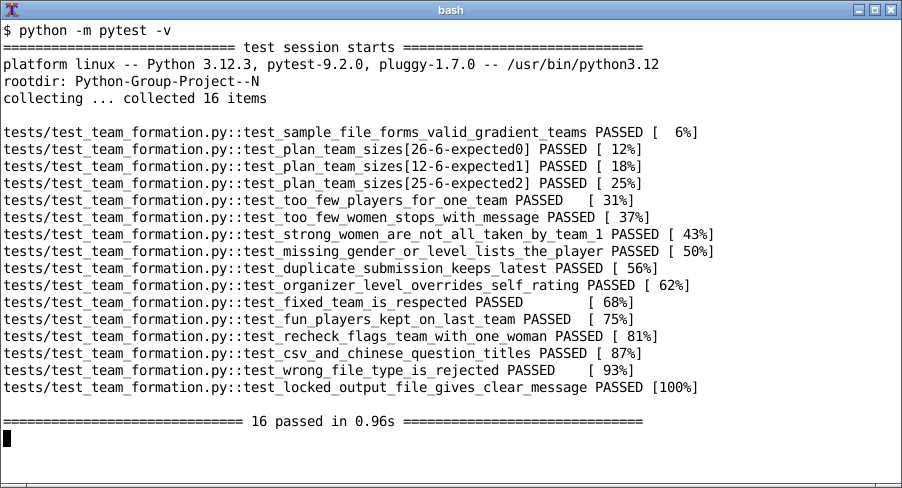 bash
$ python -m pytest -v
============================= test session starts ==============================
platform linux -- Python 3.12.3, pytest-9.2.0, pluggy-1.7.0 -- /usr/bin/python3.12
rootdir: Python-Group-Project--N
collecting ... collected 16 items
tests/test_team_formation.py::test_sample_file_forms_valid_gradient_teams PASSED [  6%]
tests/test_team_formation.py::test_plan_team_sizes[26-6-expected0] PASSED [ 12%]
tests/test_team_formation.py::test_plan_team_sizes[12-6-expected1] PASSED [ 18%]
tests/test_team_formation.py::test_plan_team_sizes[25-6-expected2] PASSED [ 25%]
tests/test_team_formation.py::test_too_few_players_for_one_team PASSED   [ 31%]
tests/test_team_formation.py::test_too_few_women_stops_with_message PASSED [ 37%]
tests/test_team_formation.py::test_strong_women_are_not_all_taken_by_team_1 PASSED [ 43%]
tests/test_team_formation.py::test_missing_gender_or_level_lists_the_player PASSED [ 50%]
tests/test_team_formation.py::test_duplicate_submission_keeps_latest PASSED [ 56%]
tests/test_team_formation.py::test_organizer_level_overrides_self_rating PASSED [ 62%]
tests/test_team_formation.py::test_fixed_team_is_respected PASSED        [ 68%]
tests/test_team_formation.py::test_fun_players_kept_on_last_team PASSED  [ 75%]
tests/test_team_formation.py::test_recheck_flags_team_with_one_woman PASSED [ 81%]
tests/test_team_formation.py::test_csv_and_chinese_question_titles PASSED [ 87%]
tests/test_team_formation.py::test_wrong_file_type_is_rejected PASSED    [ 93%]
tests/test_team_formation.py::test_locked_output_file_gives_clear_message PASSED [100%]
============================== 16 passed in 0.96s ==============================